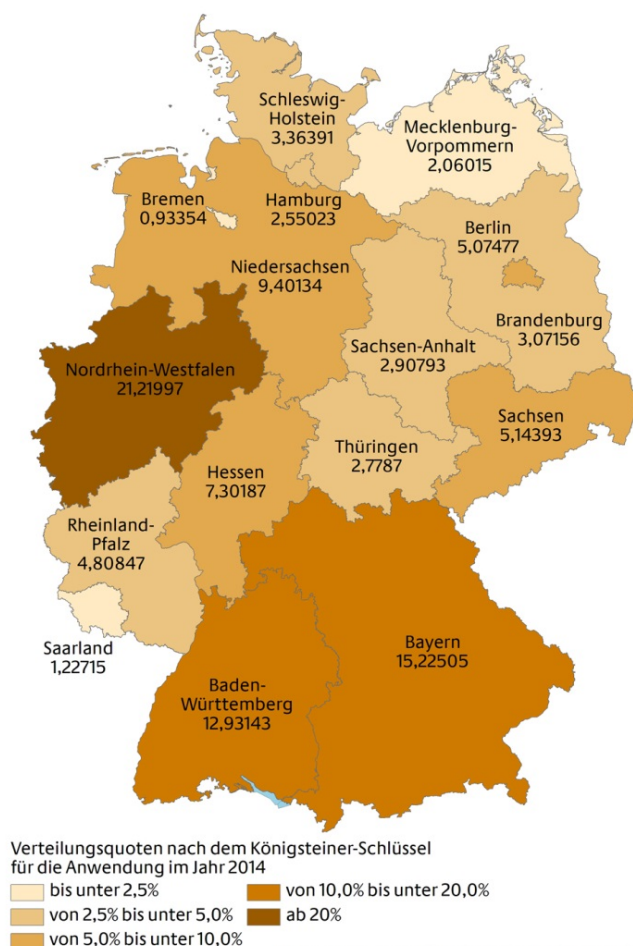 Schleswig-
Holstein
3,36391
Mecklenburg-
Vorpommern
2,06015
Bremen
0,93354
Hamburg
2,55023
Berlin
5,07477
Niedersachsen
9,40134
Brandenburg
3,07156
Sachsen-Anhalt
2,90793
Nordrhein-Westfalen
21,21997
Sachsen
5,14393
Thüringen
2,7787
Hessen
7,30187
Rheinland-
Pfalz
4,80847
Saarland
1,22715
Bayern
15,22505
Baden-
Württemberg
12,93143
Verteilungsquoten nach dem Königsteiner-Schlüssel
für die Anwendung im Jahr 2014
bis unter 2,5%
von 2,5% bis unter 5,0%
von 5,0% bis unter 10,0%
von 10,0% bis unter 20,0%
ab 20%